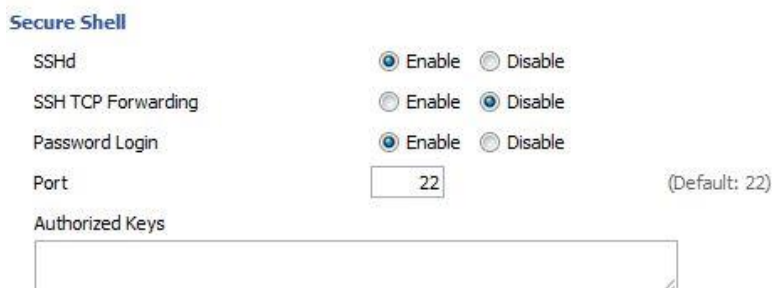 Secure Shell
SSHd Enable Disable
SSH TCP Forwarding Enable Disable
Password Login Enable Disable
Port 22 (Default: 22)
Authorized Keys